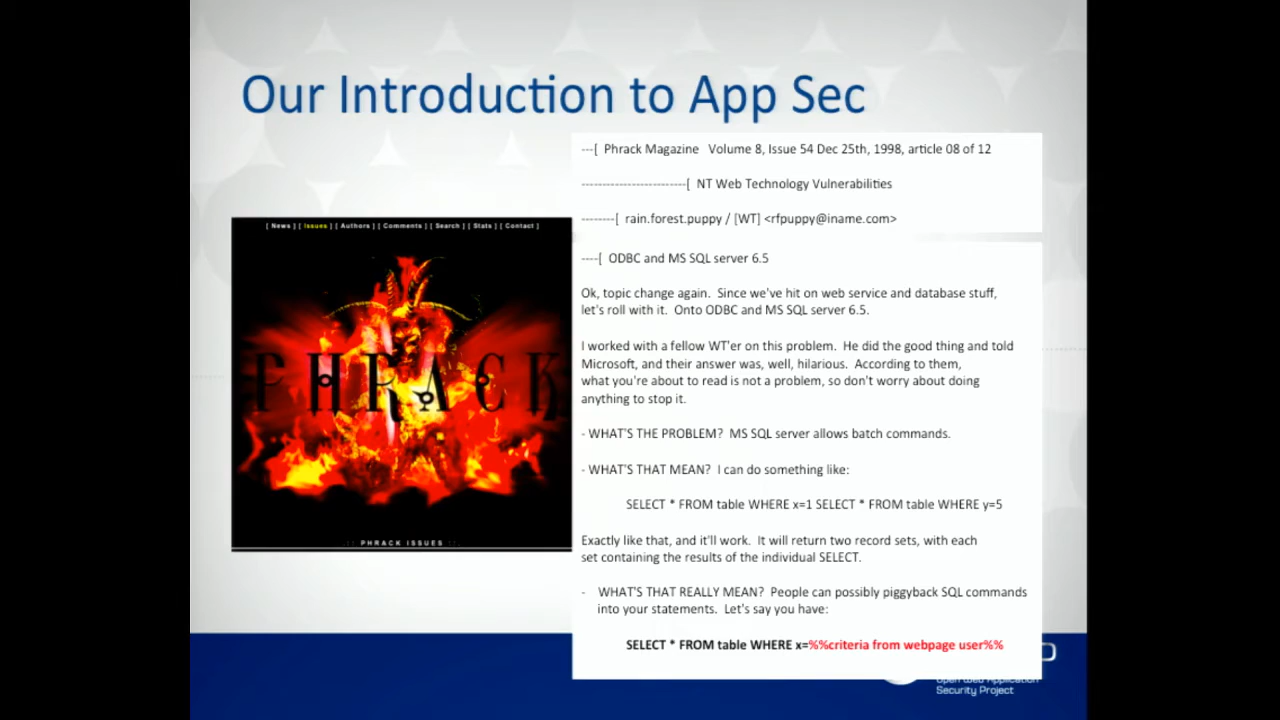 Our Introduction to App Sec
---[ Phrack Magazine Volume 8, Issue 54 Dec 25th, 1998, article 08 of 12
-------------------------[ NT Web Technology Vulnerabilities
--------[ rain.forest.puppy / [WT] <rfpuppy@iname.com>
[ News ] [ Issues ] [ Authors ] [ Comments ] [ Search ] [ Stats ] [ Contact ]
PHRACK
.:: PHRACK ISSUES ::.
----[ ODBC and MS SQL server 6.5
Ok, topic change again. Since we've hit on web service and database stuff,
let's roll with it. Onto ODBC and MS SQL server 6.5.
I worked with a fellow WT'er on this problem. He did the good thing and told
Microsoft, and their answer was, well, hilarious. According to them,
what you're about to read is not a problem, so don't worry about doing
anything to stop it.
- WHAT'S THE PROBLEM? MS SQL server allows batch commands.
- WHAT'S THAT MEAN? I can do something like:
SELECT * FROM table WHERE x=1 SELECT * FROM table WHERE y=5
Exactly like that, and it'll work. It will return two record sets, with each
set containing the results of the individual SELECT.
- WHAT'S THAT REALLY MEAN? People can possibly piggyback SQL commands
into your statements. Let's say you have:
SELECT * FROM table WHERE x=%%criteria from webpage user%%
Open Web Application
Security Project